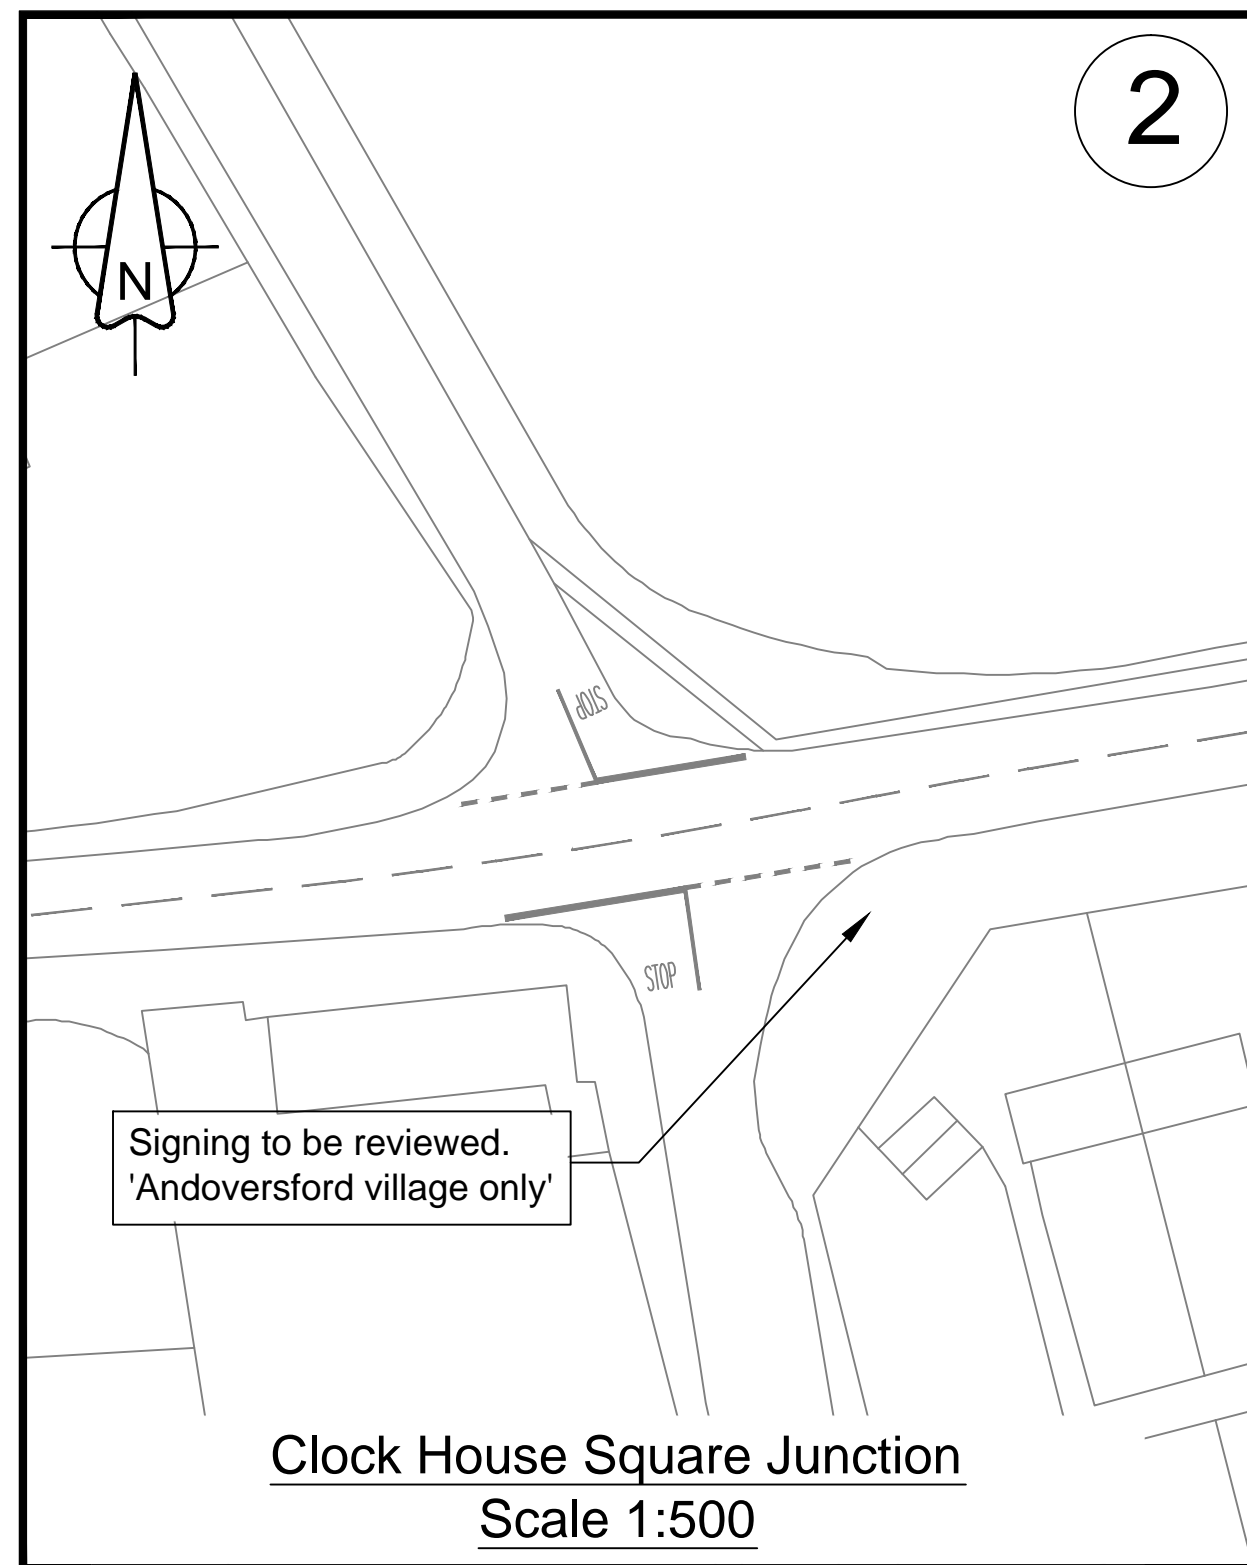 2
N
STOP
STOP
Signing to be reviewed.
'Andoversford village only'
Clock House Square Junction
Scale 1:500